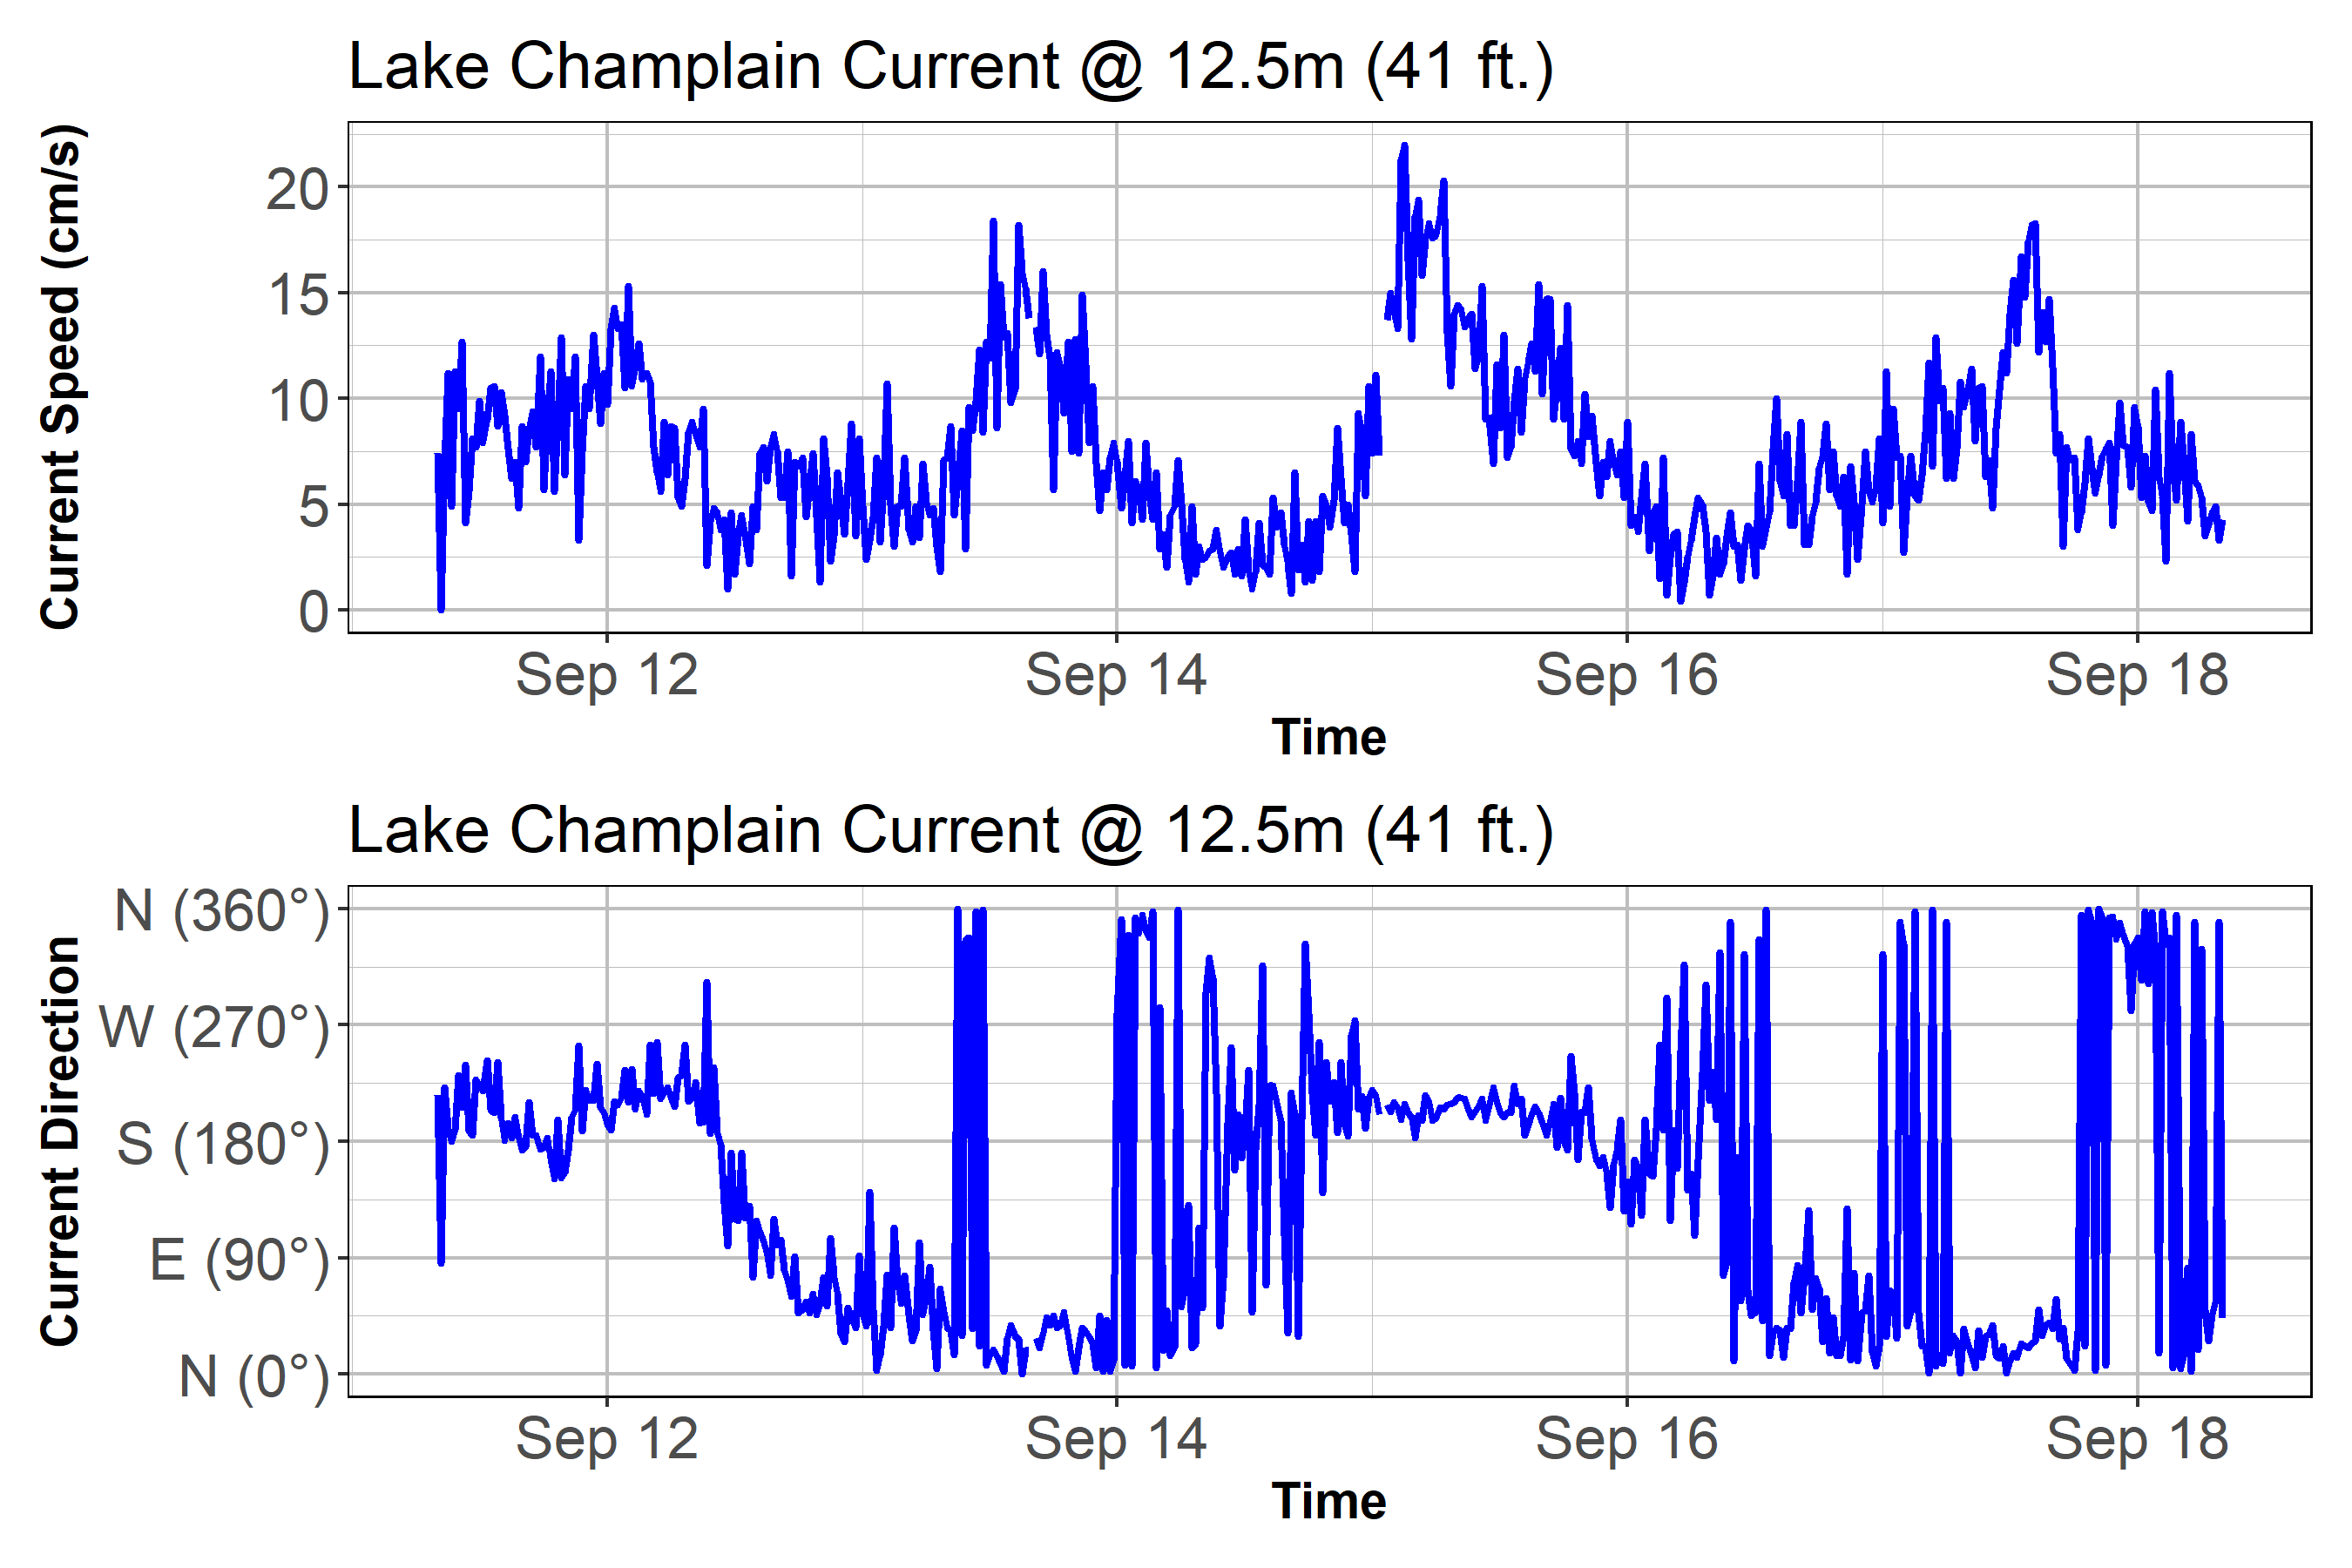 Lake Champlain Current @ 12.5m (41 ft.)
Current Speed (cm/s)
20
15
10
5
0
Sep 12 Sep 14 Sep 16 Sep 18
Time
Lake Champlain Current @ 12.5m (41 ft.)
Current Direction
N (360°)
W (270°)
S (180°)
E (90°)
N (0°)
Sep 12 Sep 14 Sep 16 Sep 18
Time